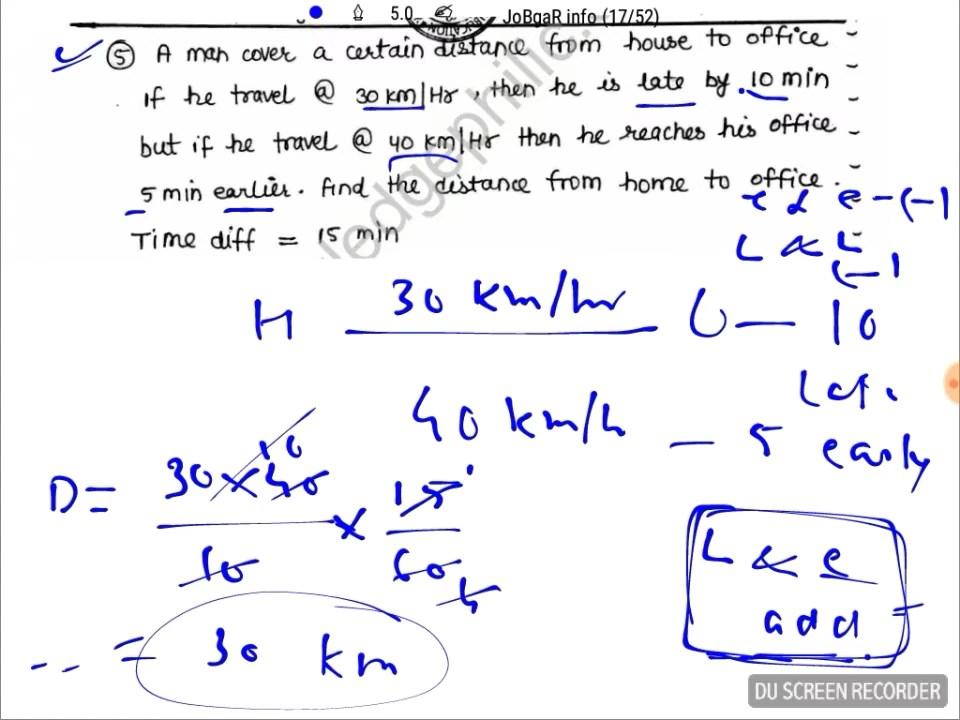 5.0 JoBgaR info (17/52)
⑤ A man cover a certain distance from house to office
if he travel @ 30 km/Hr, then he is late by 10 min
but if he travel @ 40 km/Hr then he reaches his office
5 min earlier. find the distance from home to office.
Time diff = 15 min
e & e - (-)
L & L
(-)
H 30 km/hr O — 10
Late
40 km/h — 5 early
D = 30 × 40 / 10 × 15 / 60
10 1
4
= 30 km
L & e
add
DU SCREEN RECORDER